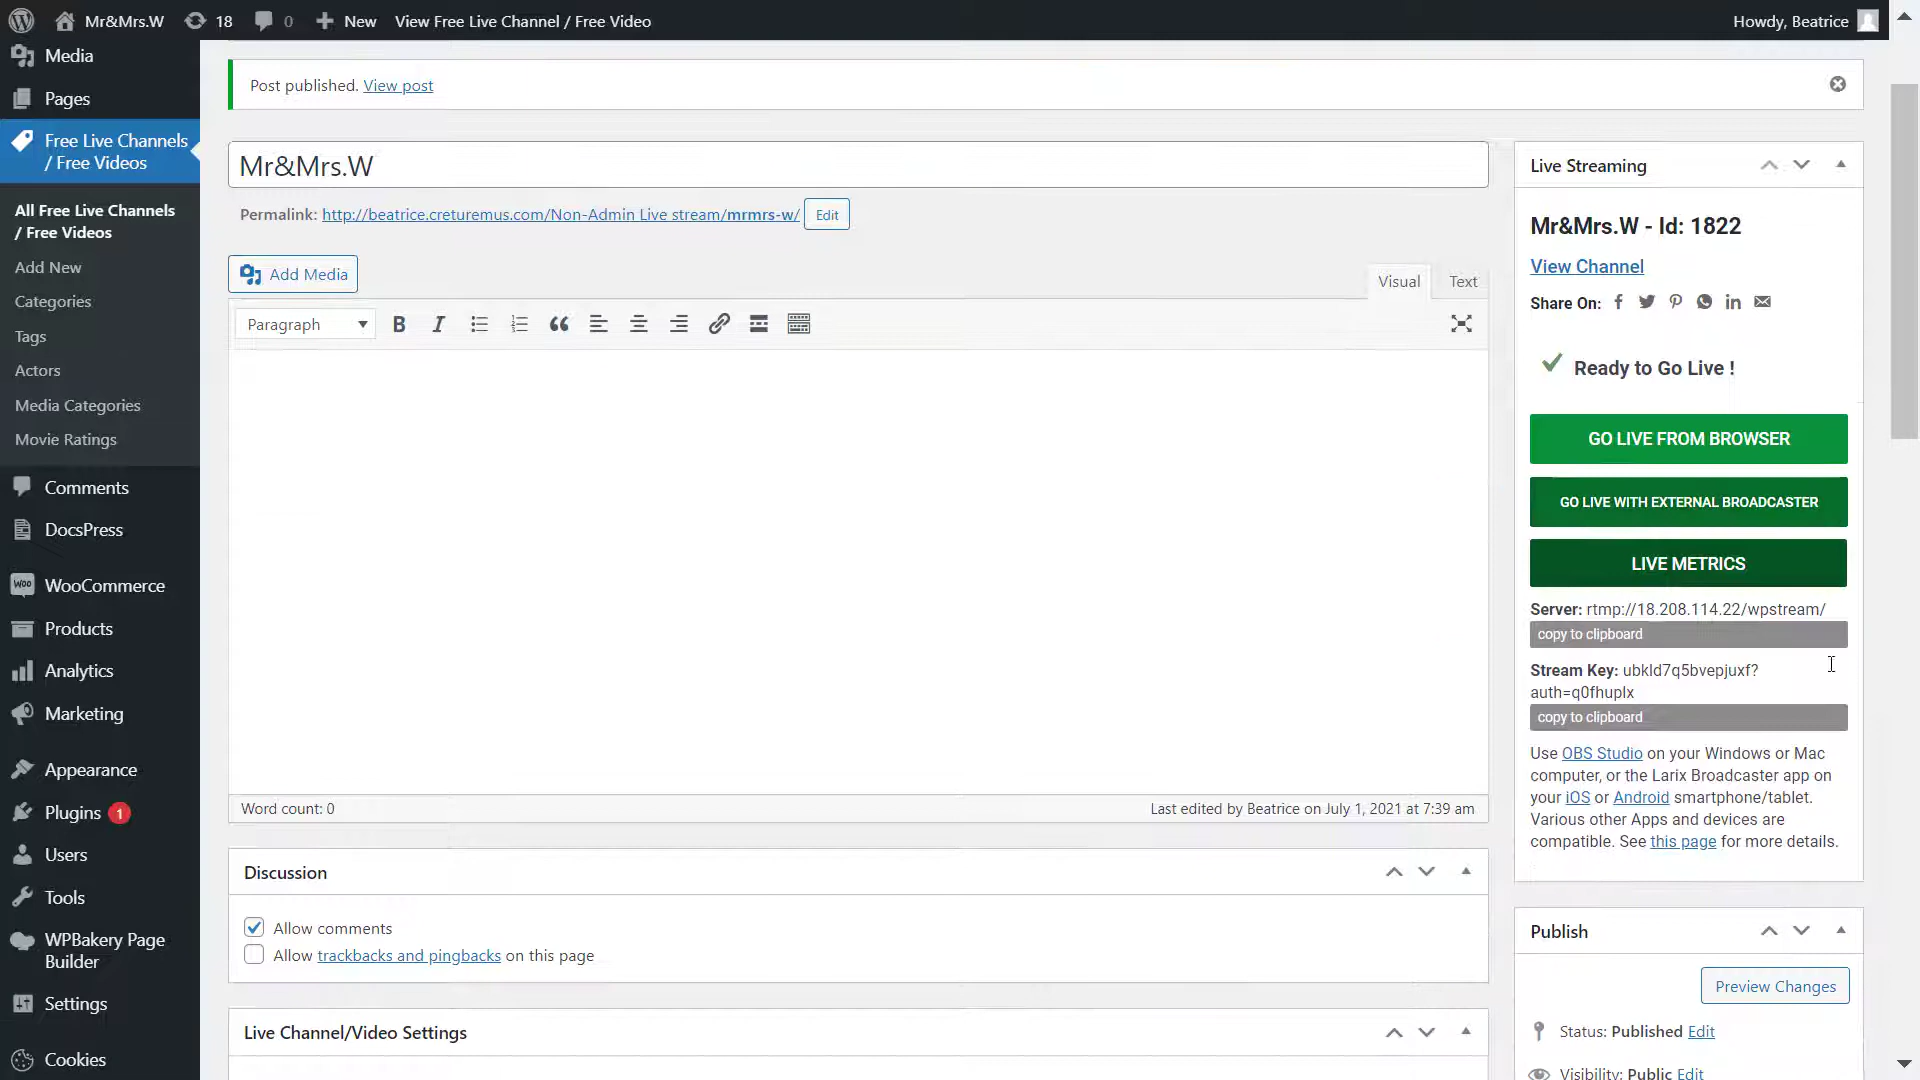 Mr&Mrs.W
18
0
New
View Free Live Channel / Free Video
Howdy, Beatrice
Media
Pages
Free Live Channels
/ Free Videos
All Free Live Channels
/ Free Videos
Add New
Categories
Tags
Actors
Media Categories
Movie Ratings
Comments
DocsPress
WooCommerce
Products
Analytics
Marketing
Appearance
Plugins 1
Users
Tools
WPBakery Page
Builder
Settings
Cookies
Post published. View post
Mr&Mrs.W
Permalink: http://beatrice.creturemus.com/Non-Admin Live stream/mrmrs-w/ Edit
Add Media
Visual
Text
Paragraph
Word count: 0
Last edited by Beatrice on July 1, 2021 at 7:39 am
Discussion
Allow comments
Allow trackbacks and pingbacks on this page
Live Channel/Video Settings
Live Streaming
Mr&Mrs.W - Id: 1822
View Channel
Share On:
Ready to Go Live !
GO LIVE FROM BROWSER
GO LIVE WITH EXTERNAL BROADCASTER
LIVE METRICS
Server: rtmp://18.208.114.22/wpstream/
copy to clipboard
Stream Key: ubkld7q5bvepjuxf?
auth=q0fhuplx
copy to clipboard
Use OBS Studio on your Windows or Mac
computer, or the Larix Broadcaster app on
your iOS or Android smartphone/tablet.
Various other Apps and devices are
compatible. See this page for more details.
Publish
Preview Changes
Status: Published Edit
Visibility: Public Edit